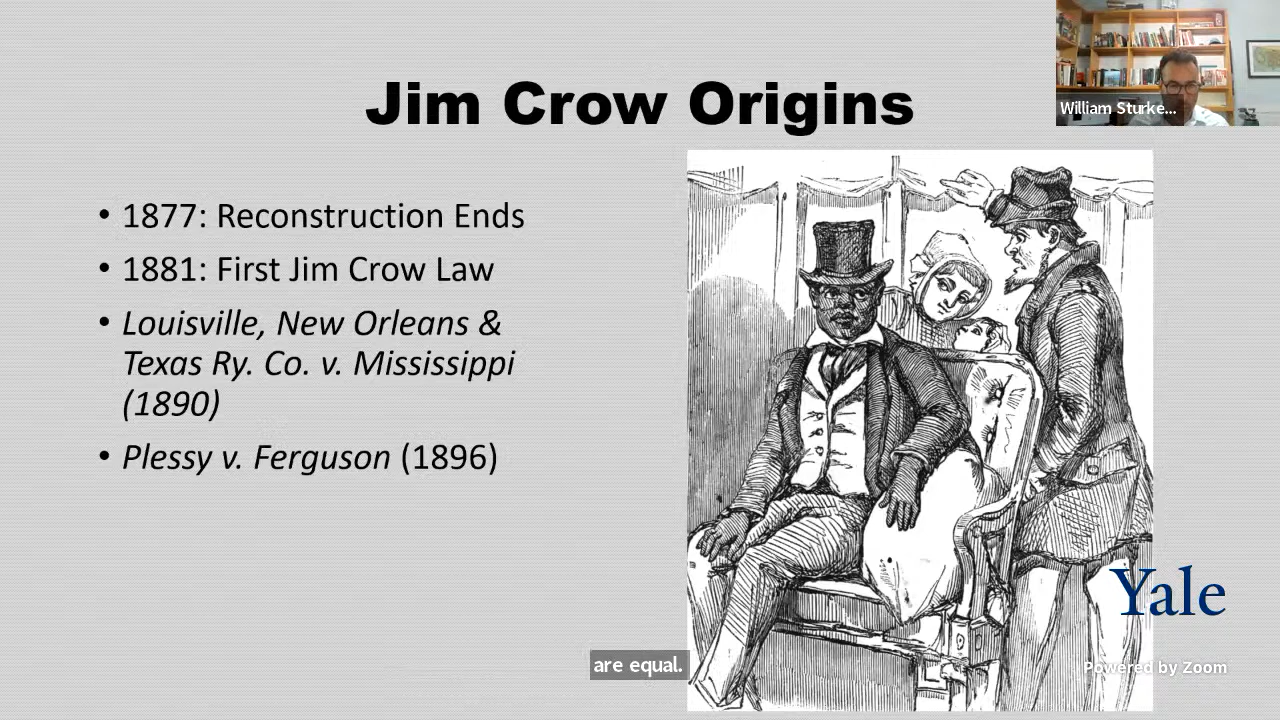 Jim Crow Origins
William Sturke...
• 1877: Reconstruction Ends
• 1881: First Jim Crow Law
• Louisville, New Orleans &
Texas Ry. Co. v. Mississippi
(1890)
• Plessy v. Ferguson (1896)
Yale
are equal.
Powered by Zoom